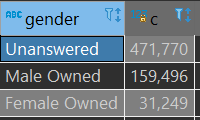 ABC gender c
Unanswered 471,770
Male Owned 159,496
Female Owned 31,249